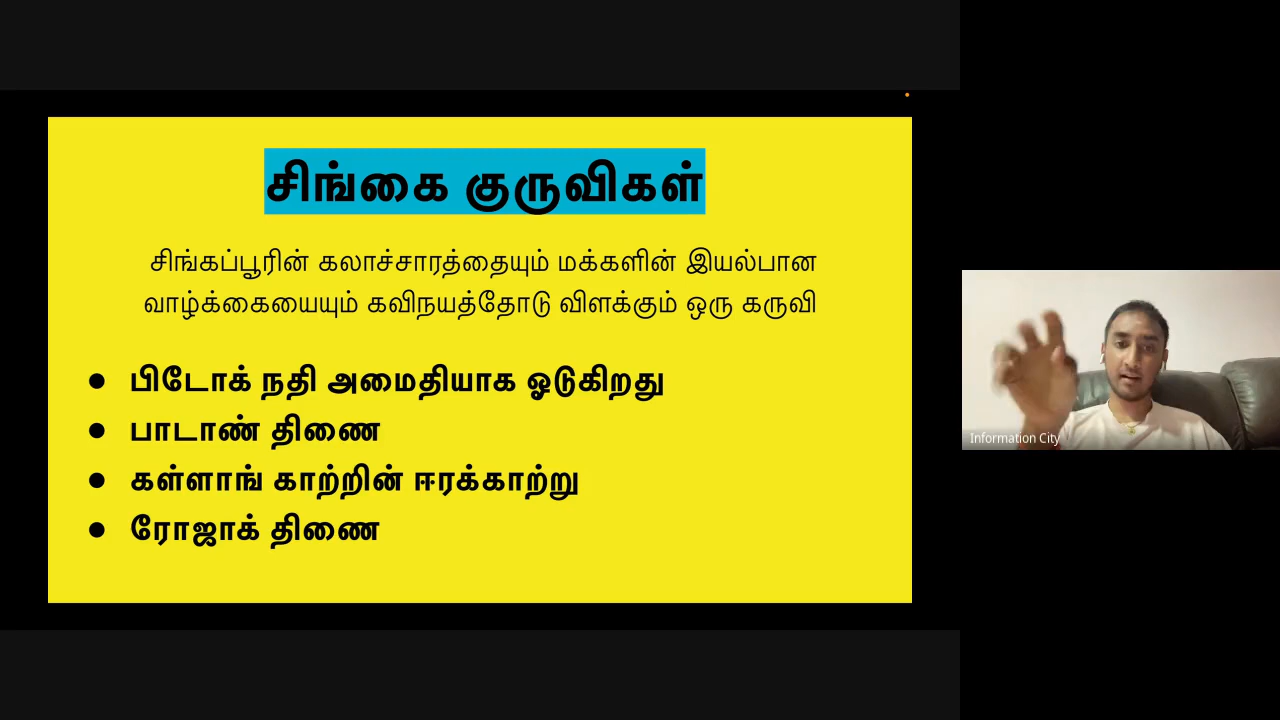 சிங்கை குருவிகள்
சிங்கப்பூரின் கலாச்சாரத்தையும் மக்களின் இயல்பான
வாழ்க்கையையும் கவிநயத்தோடு விளக்கும் ஒரு கருவி
● பிடோக் நதி அமைதியாக ஓடுகிறது
● பாடாண் திணை
● கள்ளாங் காற்றின் ஈரக்காற்று
● ரோஜாக் திணை
Information City